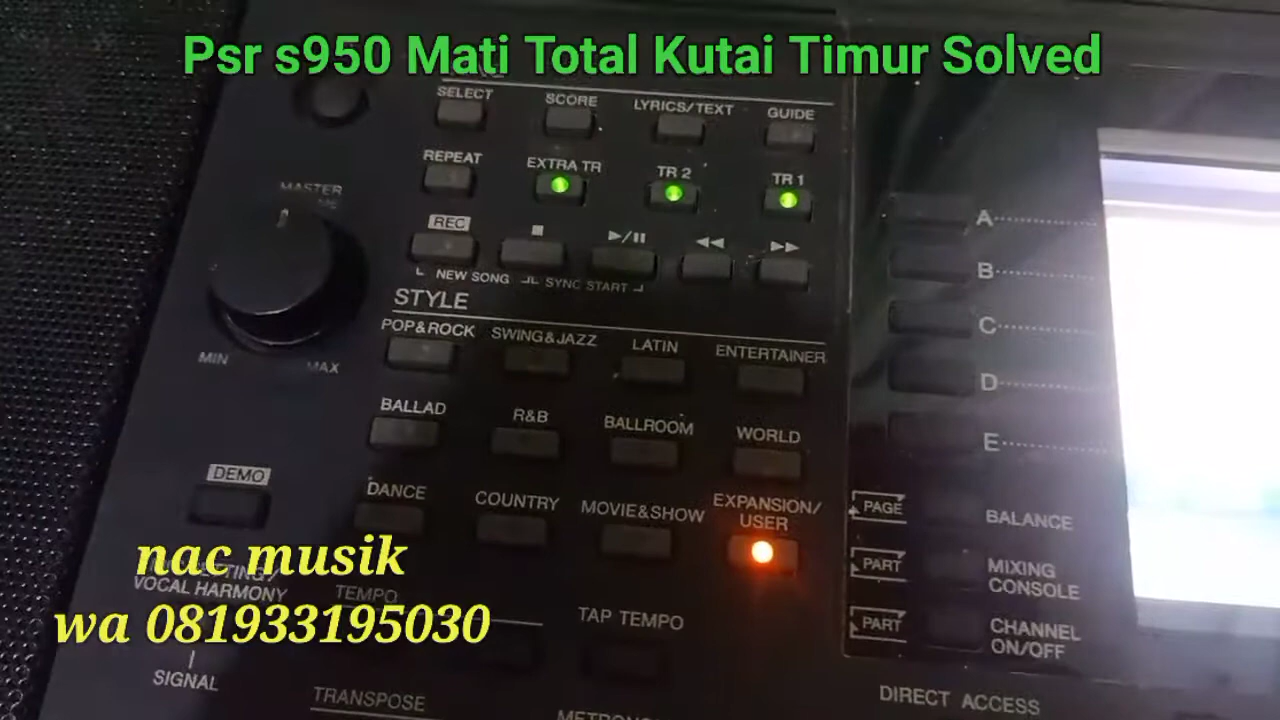 Psr s950 Mati Total Kutai Timur Solved
SELECT SCORE LYRICS/TEXT GUIDE
REPEAT EXTRA TR TR 2 TR 1
MASTER
REC
NEW SONG SYNC START
STYLE
POP&ROCK SWING&JAZZ LATIN ENTERTAINER
MIN MAX
BALLAD R&B BALLROOM WORLD
DEMO
DANCE COUNTRY MOVIE&SHOW EXPANSION/
USER
A
B
C
D
E
PAGE BALANCE
PART MIXING
CONSOLE
PART CHANNEL
ON/OFF
DIRECT ACCESS
nac musik
VOCAL HARMONY
TEMPO
TAP TEMPO
wa 081933195030
SIGNAL
TRANSPOSE